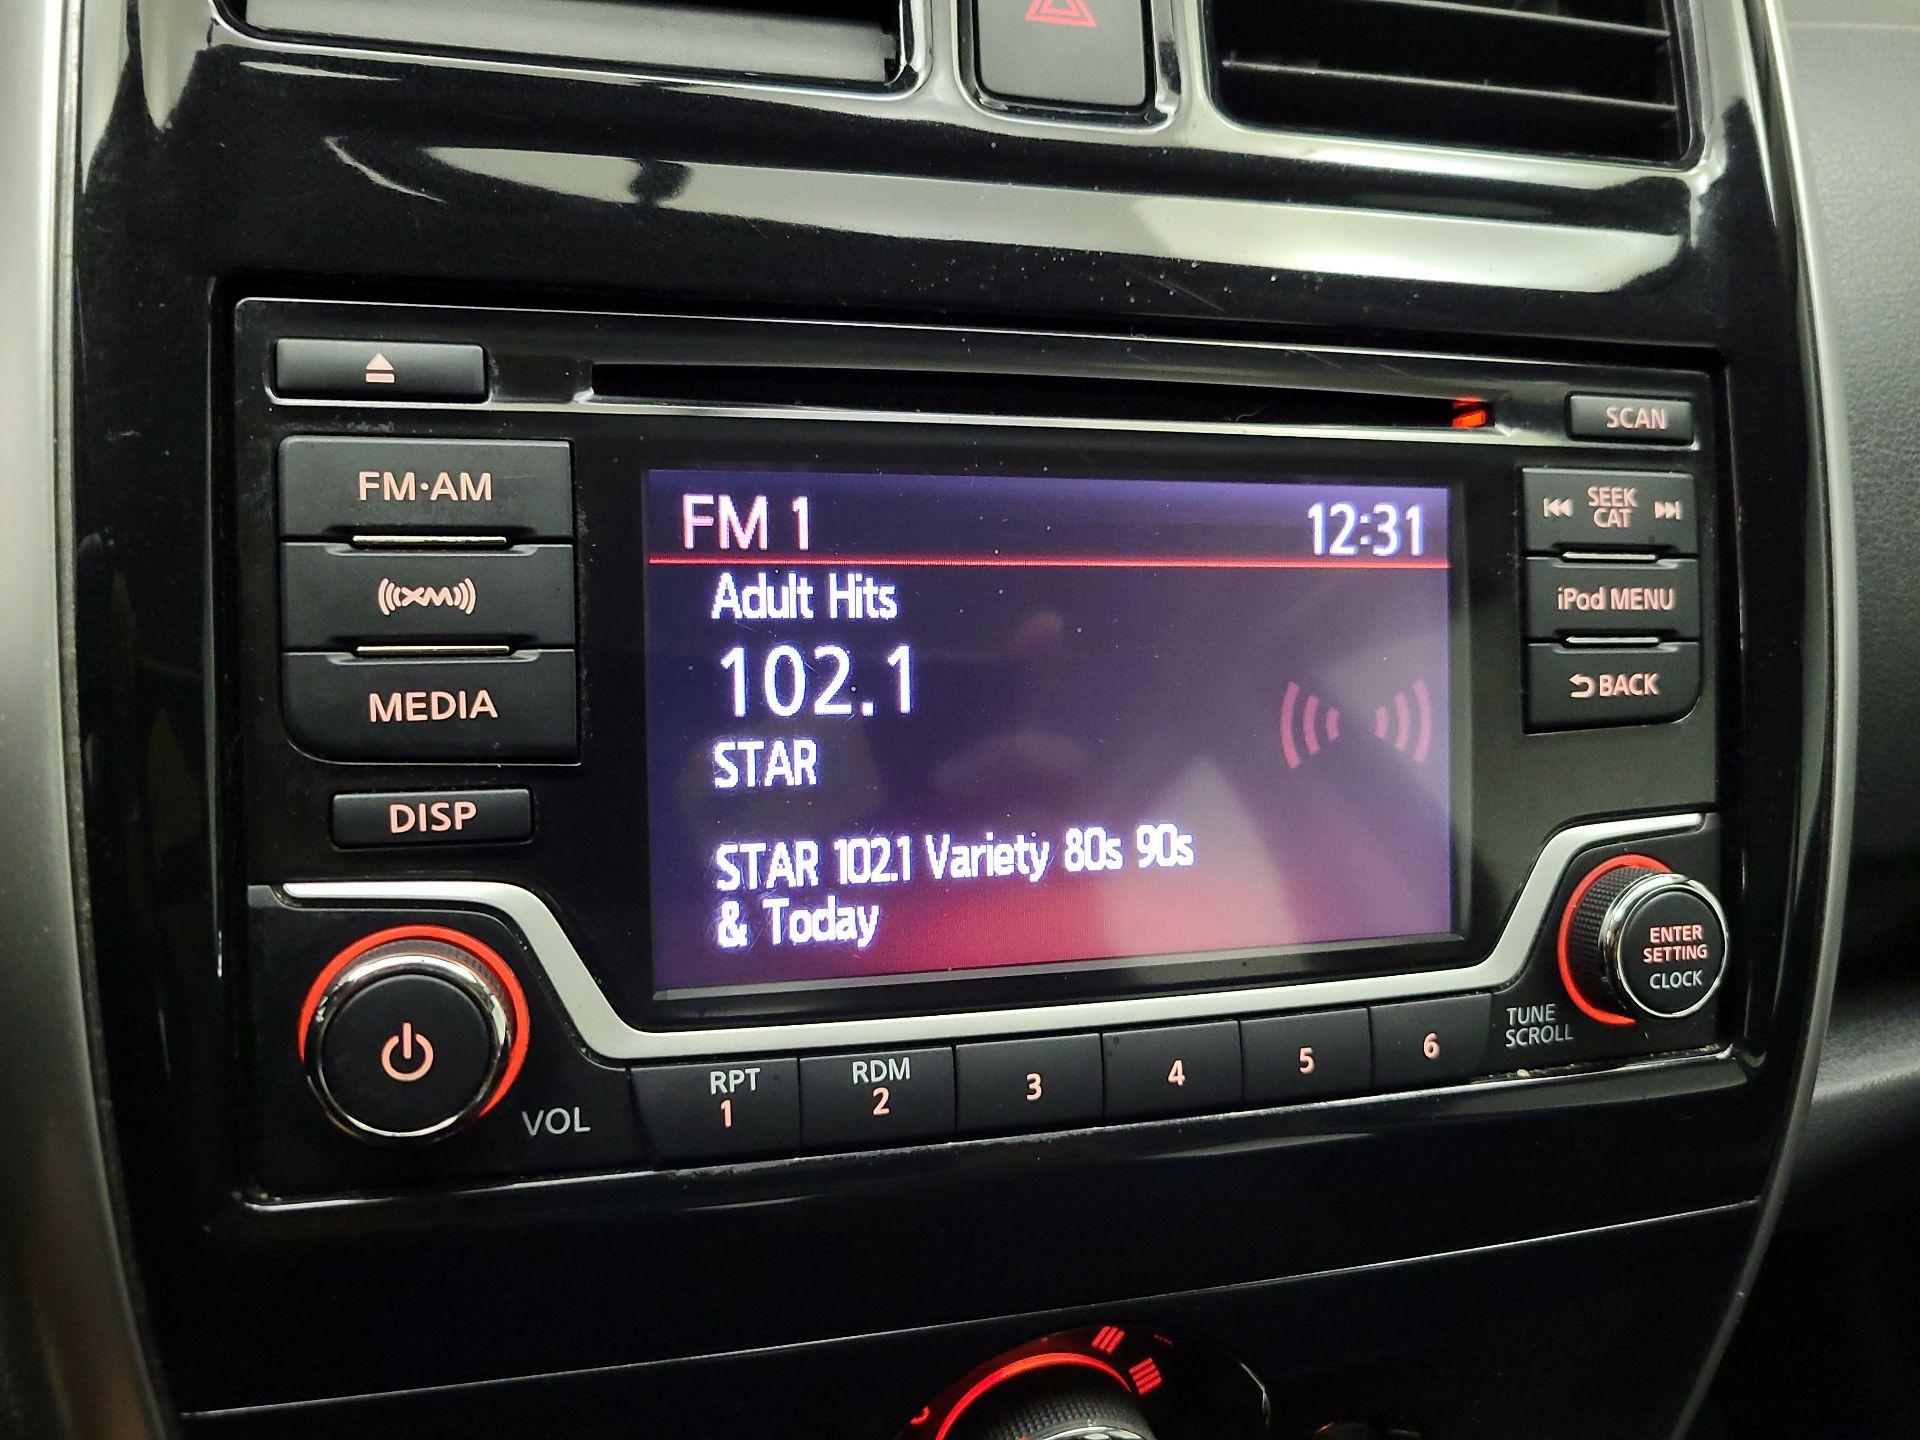 SCAN
FM·AM
XM
MEDIA
DISP
FM 1 12:31
Adult Hits
102.1
STAR
STAR 102.1 Variety 80s 90s
& Today
SEEK
CAT
iPod MENU
BACK
VOL
RPT
1
RDM
2
3
4
5
6
TUNE
SCROLL
ENTER
SETTING
CLOCK